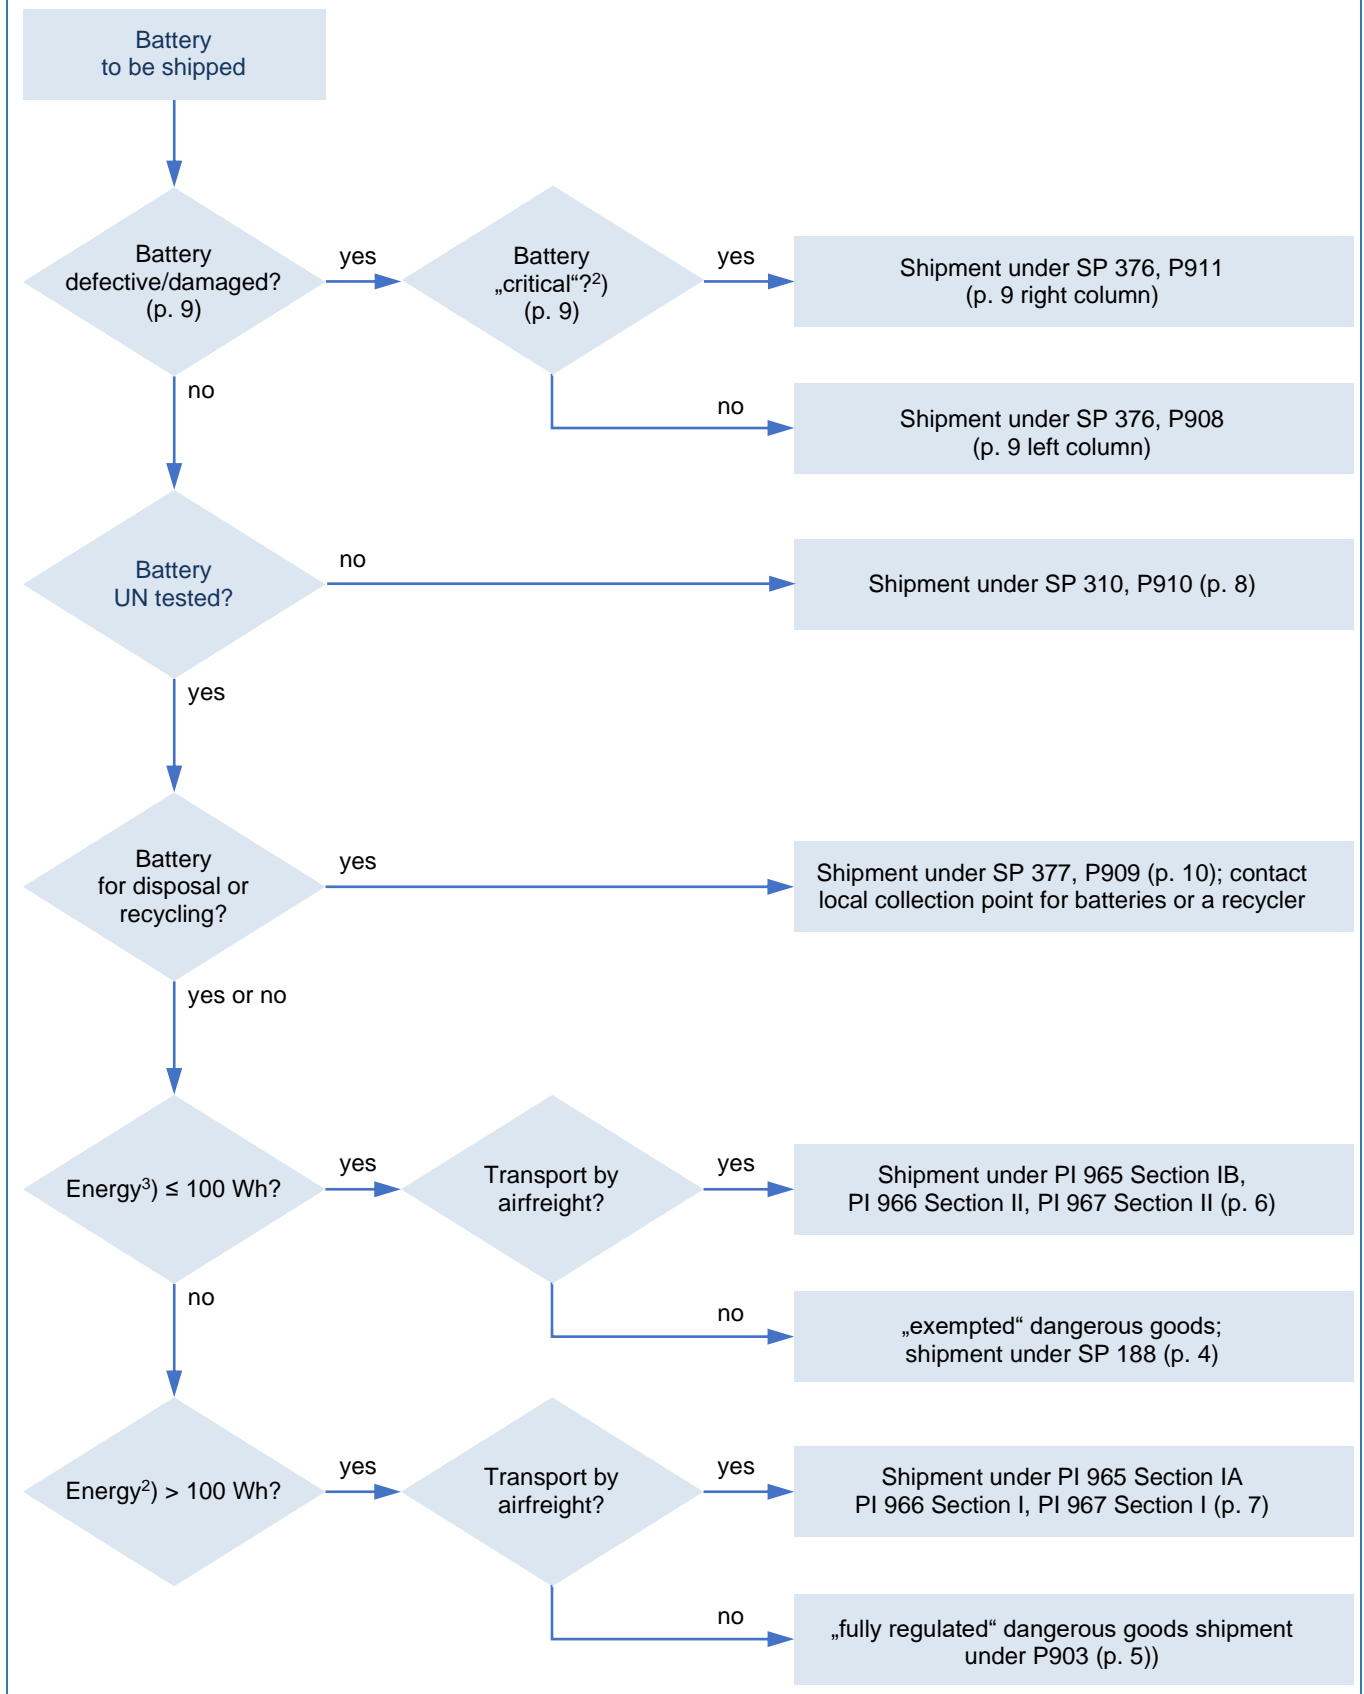 Battery
to be shipped
Battery
defective/damaged?
(p. 9)
yes
Battery
„critical“?²)
(p. 9)
yes
Shipment under SP 376, P911
(p. 9 right column)
no
no
Shipment under SP 376, P908
(p. 9 left column)
Battery
UN tested?
no
Shipment under SP 310, P910 (p. 8)
yes
Battery
for disposal or
recycling?
yes
Shipment under SP 377, P909 (p. 10); contact
local collection point for batteries or a recycler
yes or no
Energy³) ≤ 100 Wh?
yes
Transport by
airfreight?
yes
Shipment under PI 965 Section IB,
PI 966 Section II, PI 967 Section II (p. 6)
no
no
„exempted“ dangerous goods;
shipment under SP 188 (p. 4)
Energy²) > 100 Wh?
yes
Transport by
airfreight?
yes
Shipment under PI 965 Section IA
PI 966 Section I, PI 967 Section I (p. 7)
no
„fully regulated“ dangerous goods shipment
under P903 (p. 5))